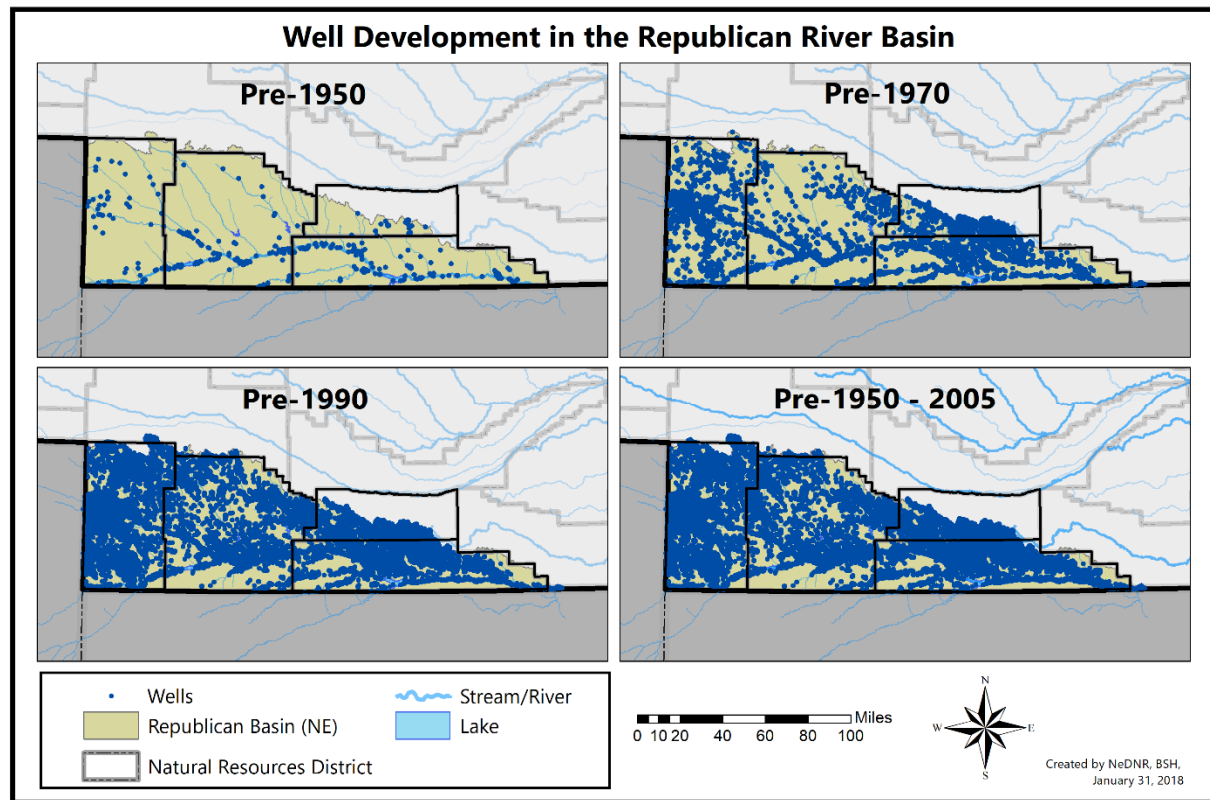 Well Development in the Republican River Basin
Pre-1950
Pre-1970
Pre-1990
Pre-1950 - 2005
Wells
Stream/River
Republican Basin (NE)
Lake
Natural Resources District
Miles
0 10 20 40 60 80 100
N
W E
S
Created by NeDNR, BSH,
January 31, 2018